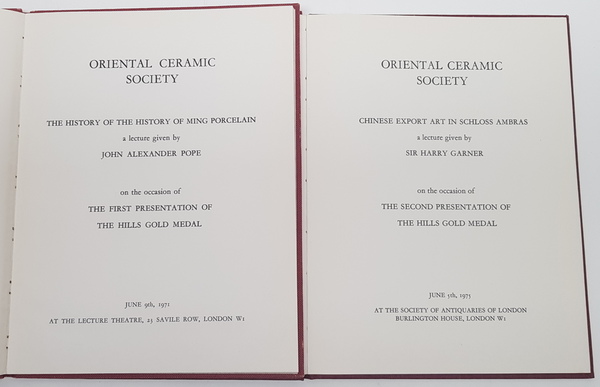 ORIENTAL CERAMIC
SOCIETY
THE HISTORY OF THE HISTORY OF MING PORCELAIN
a lecture given by
JOHN ALEXANDER POPE
on the occasion of
THE FIRST PRESENTATION OF
THE HILLS GOLD MEDAL
JUNE 9th, 1971
AT THE LECTURE THEATRE, 25 SAVILE ROW, LONDON W1
ORIENTAL CERAMIC
SOCIETY
CHINESE EXPORT ART IN SCHLOSS AMBRAS
a lecture given by
SIR HARRY GARNER
on the occasion of
THE SECOND PRESENTATION OF
THE HILLS GOLD MEDAL
JUNE 5th, 1975
AT THE SOCIETY OF ANTIQUARIES OF LONDON
BURLINGTON HOUSE, LONDON W1